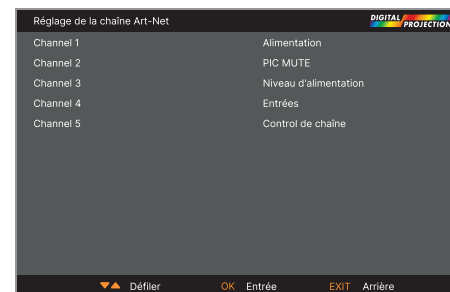 Réglage de la chaîne Art-Net DIGITAL PROJECTION
Channel 1 Alimentation
Channel 2 PIC MUTE
Channel 3 Niveau d'alimentation
Channel 4 Entrées
Channel 5 Control de chaîne
▼▲ Défiler OK Entrée EXIT Arrière